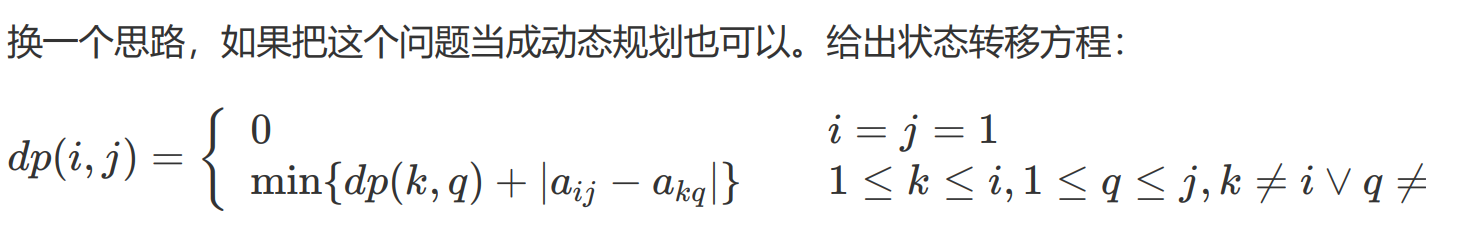 换一个思路，如果把这个问题当成动态规划也可以。给出状态转移方程：
dp(i, j) = { 0    i = j = 1
min{dp(k, q) + |a_{ij} − a_{kq}|}    1 ≤ k ≤ i, 1 ≤ q ≤ j, k ≠ i ∨ q ≠